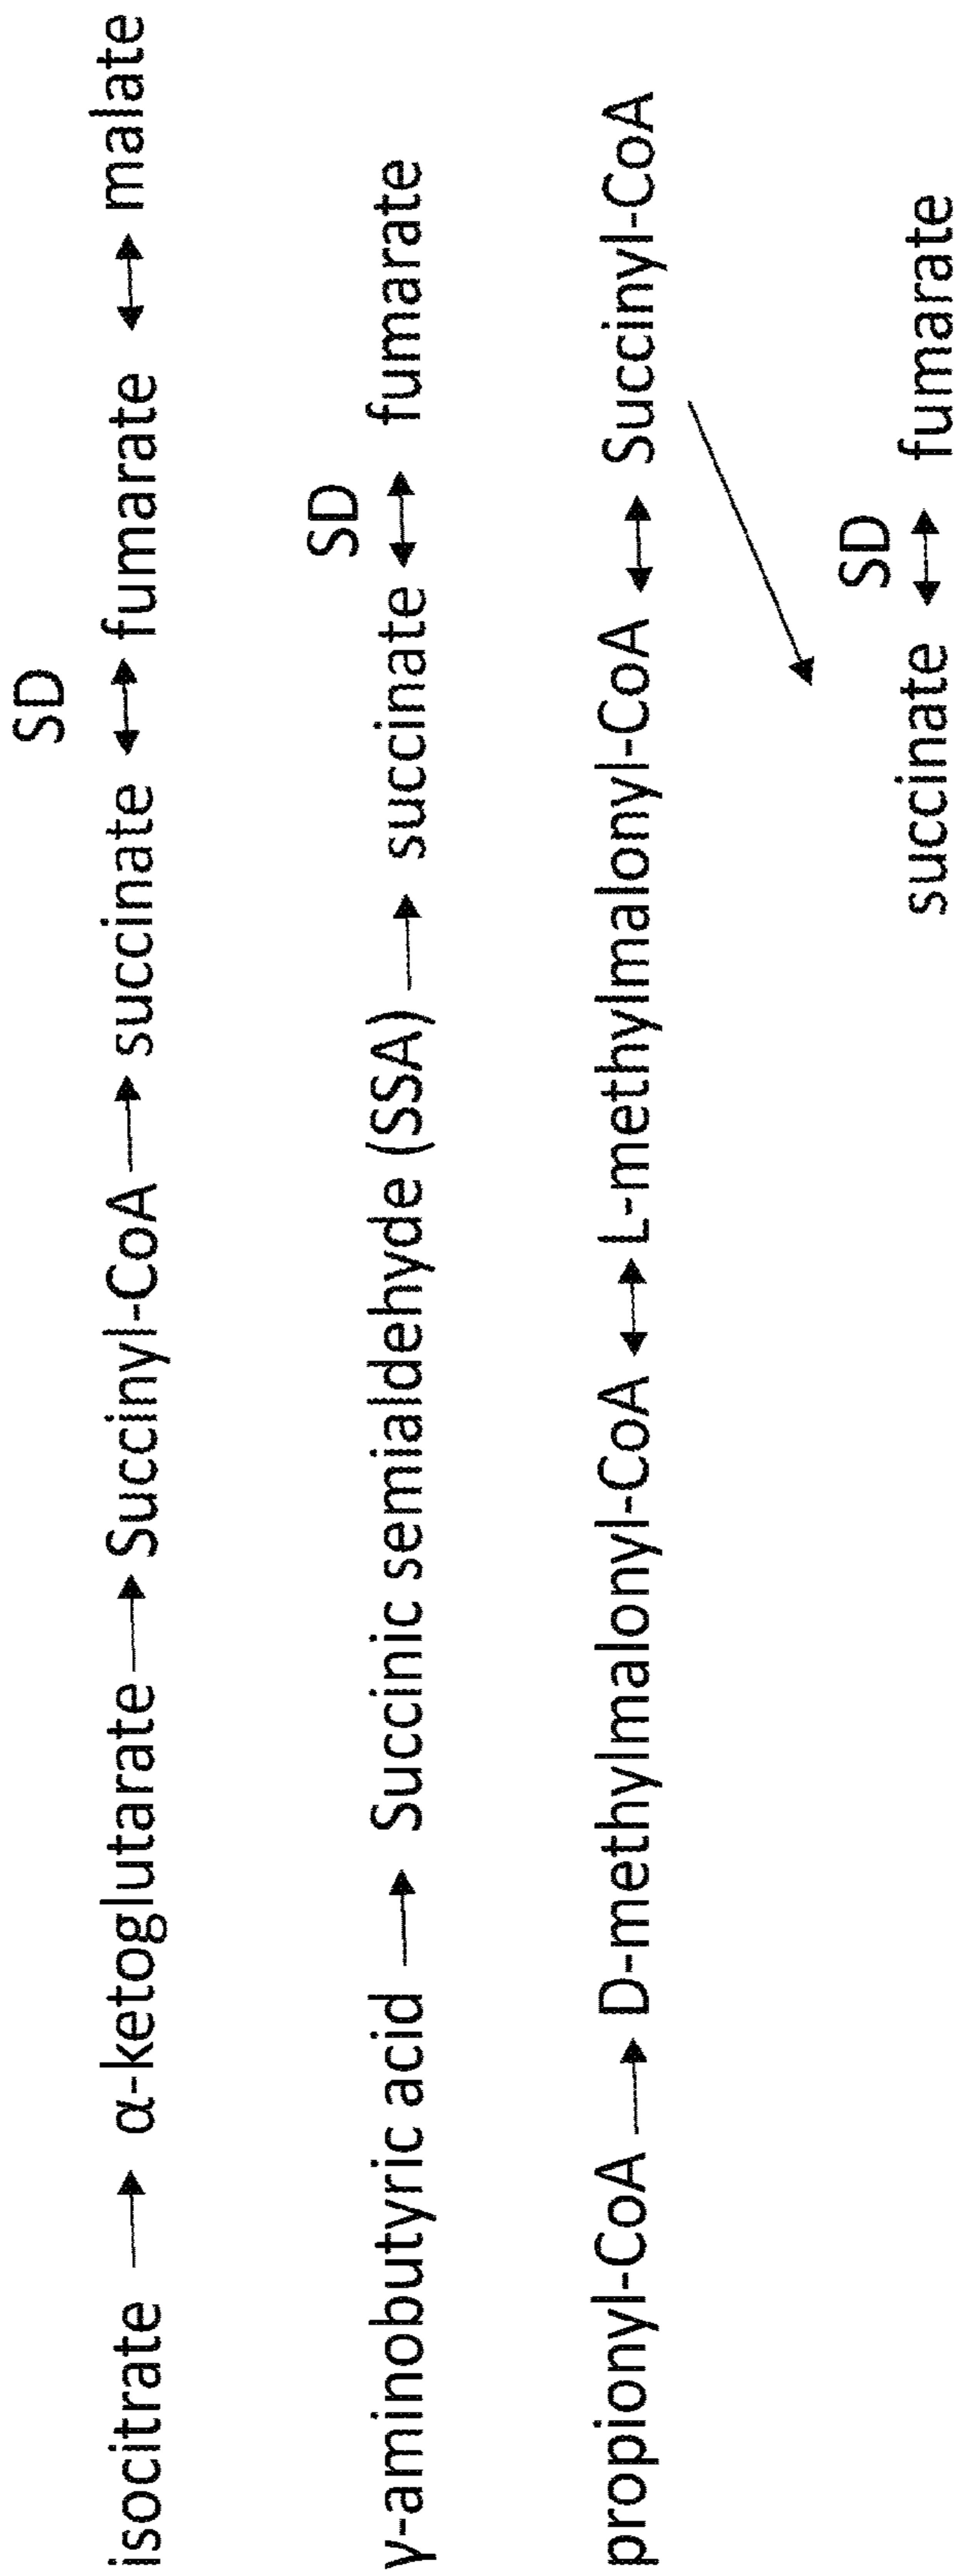 SD
isocitrate → α-ketoglutarate → Succinyl-CoA → succinate ↔ fumarate ↔ malate
SD
γ-aminobutyric acid → Succinic semialdehyde (SSA) → succinate ↔ fumarate
propionyl-CoA → D-methylmalonyl-CoA ↔ L-methylmalonyl-CoA ↔ Succinyl-CoA
SD
succinate ↔ fumarate